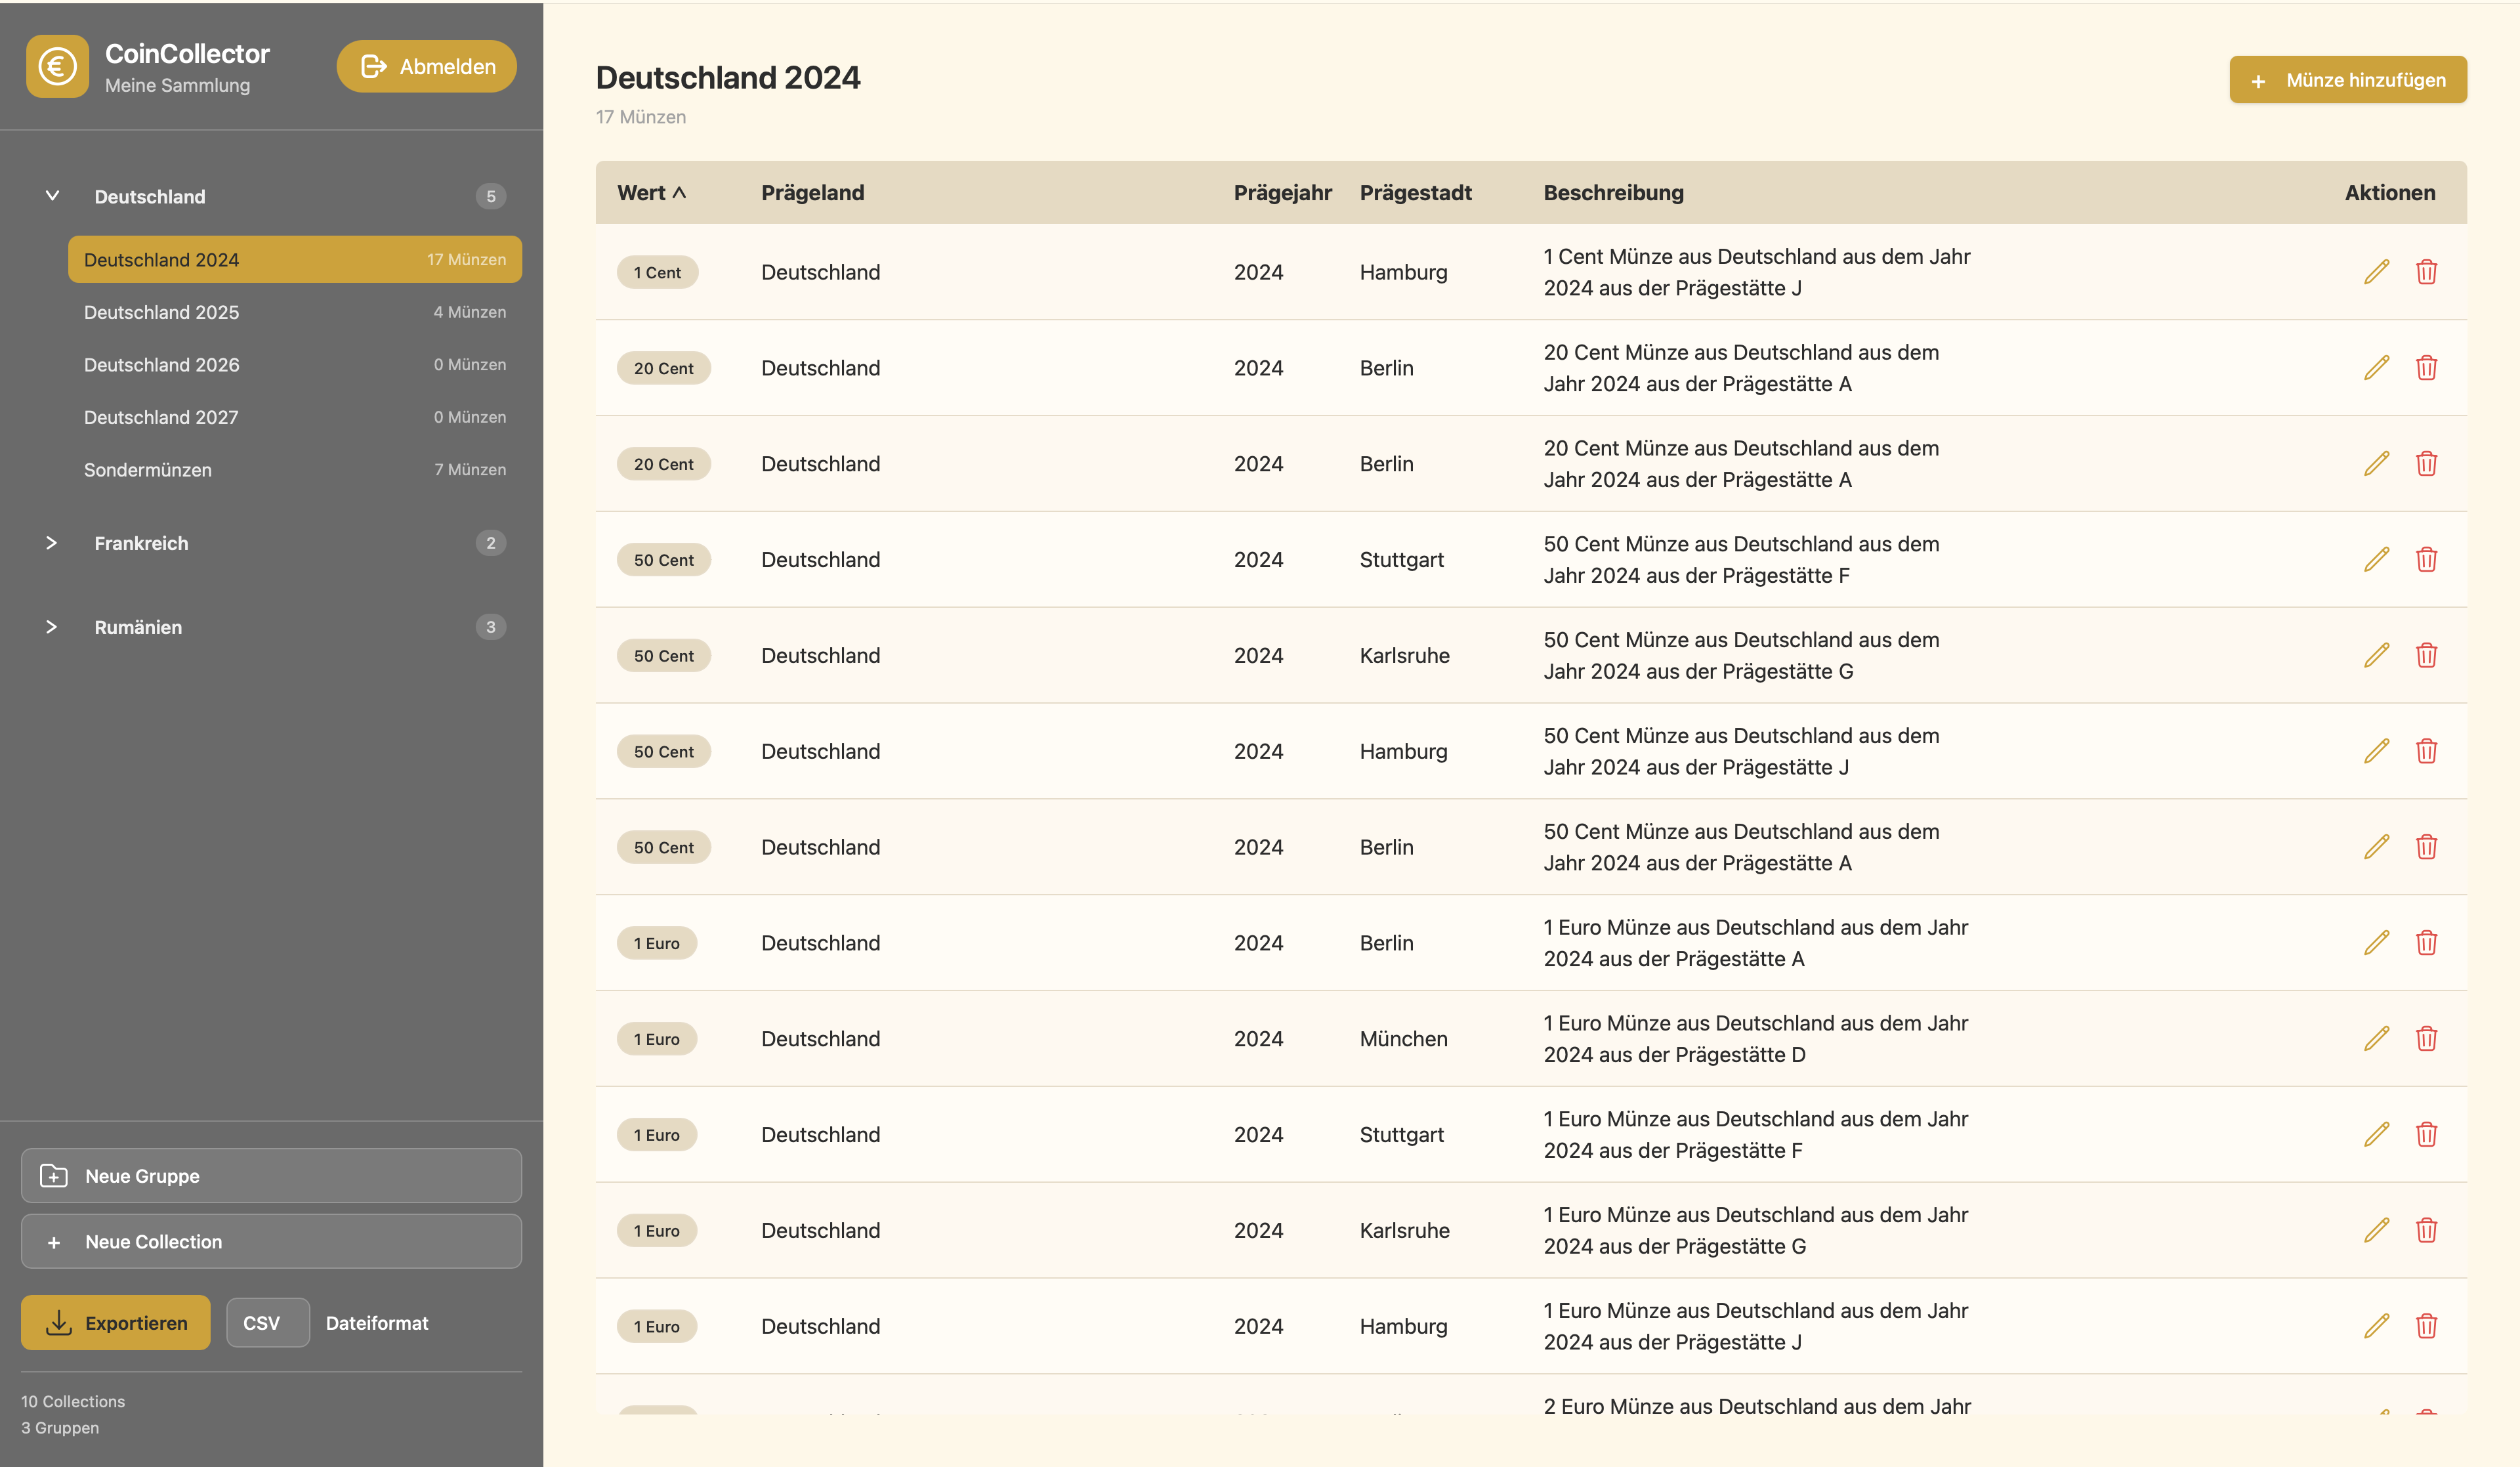 CoinCollector
Meine Sammlung
Abmelden
Deutschland 5
Deutschland 2024 17 Münzen
Deutschland 2025 4 Münzen
Deutschland 2026 0 Münzen
Deutschland 2027 0 Münzen
Sondermünzen 7 Münzen
Frankreich 2
Rumänien 3
Neue Gruppe
+ Neue Collection
Exportieren CSV Dateiformat
10 Collections
3 Gruppen
Deutschland 2024
17 Münzen
+ Münze hinzufügen
Wert Prägeland Prägejahr Prägestadt Beschreibung Aktionen
1 Cent Deutschland 2024 Hamburg 1 Cent Münze aus Deutschland aus dem Jahr
2024 aus der Prägestätte J
20 Cent Deutschland 2024 Berlin 20 Cent Münze aus Deutschland aus dem
Jahr 2024 aus der Prägestätte A
20 Cent Deutschland 2024 Berlin 20 Cent Münze aus Deutschland aus dem
Jahr 2024 aus der Prägestätte A
50 Cent Deutschland 2024 Stuttgart 50 Cent Münze aus Deutschland aus dem
Jahr 2024 aus der Prägestätte F
50 Cent Deutschland 2024 Karlsruhe 50 Cent Münze aus Deutschland aus dem
Jahr 2024 aus der Prägestätte G
50 Cent Deutschland 2024 Hamburg 50 Cent Münze aus Deutschland aus dem
Jahr 2024 aus der Prägestätte J
50 Cent Deutschland 2024 Berlin 50 Cent Münze aus Deutschland aus dem
Jahr 2024 aus der Prägestätte A
1 Euro Deutschland 2024 Berlin 1 Euro Münze aus Deutschland aus dem Jahr
2024 aus der Prägestätte A
1 Euro Deutschland 2024 München 1 Euro Münze aus Deutschland aus dem Jahr
2024 aus der Prägestätte D
1 Euro Deutschland 2024 Stuttgart 1 Euro Münze aus Deutschland aus dem Jahr
2024 aus der Prägestätte F
1 Euro Deutschland 2024 Karlsruhe 1 Euro Münze aus Deutschland aus dem Jahr
2024 aus der Prägestätte G
1 Euro Deutschland 2024 Hamburg 1 Euro Münze aus Deutschland aus dem Jahr
2024 aus der Prägestätte J
2 Euro Münze aus Deutschland aus dem Jahr